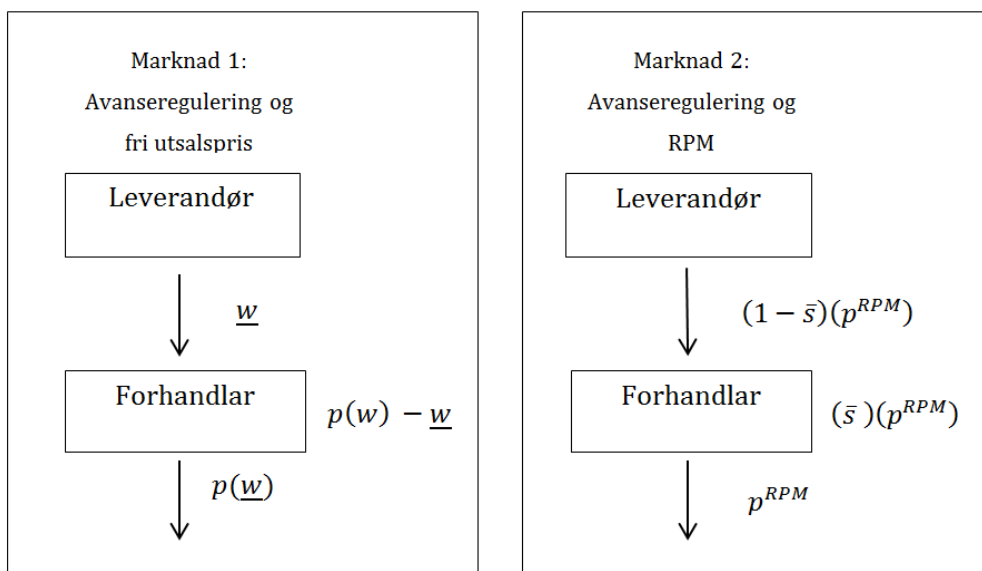 Marknad 1:
Avanseregulering og
fri utsalspris
Leverandør
w
Forhandlar
p(w) − w
p(w)
Marknad 2:
Avanseregulering og
RPM
Leverandør
(1 − s̄)(p^{RPM})
Forhandlar
(s̄ )(p^{RPM})
p^{RPM}